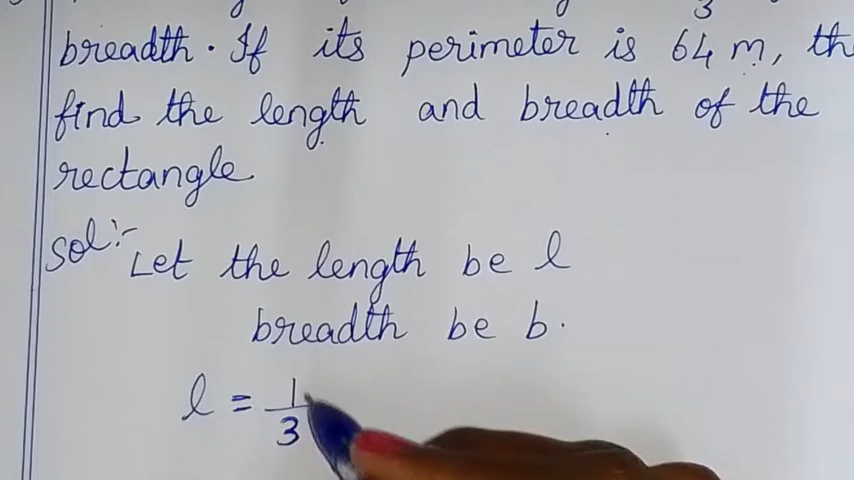 3
breadth. If its perimeter is 64 m, th
find the length and breadth of the
rectangle
Sol:- Let the length be l
breadth be b.
l = 1/3